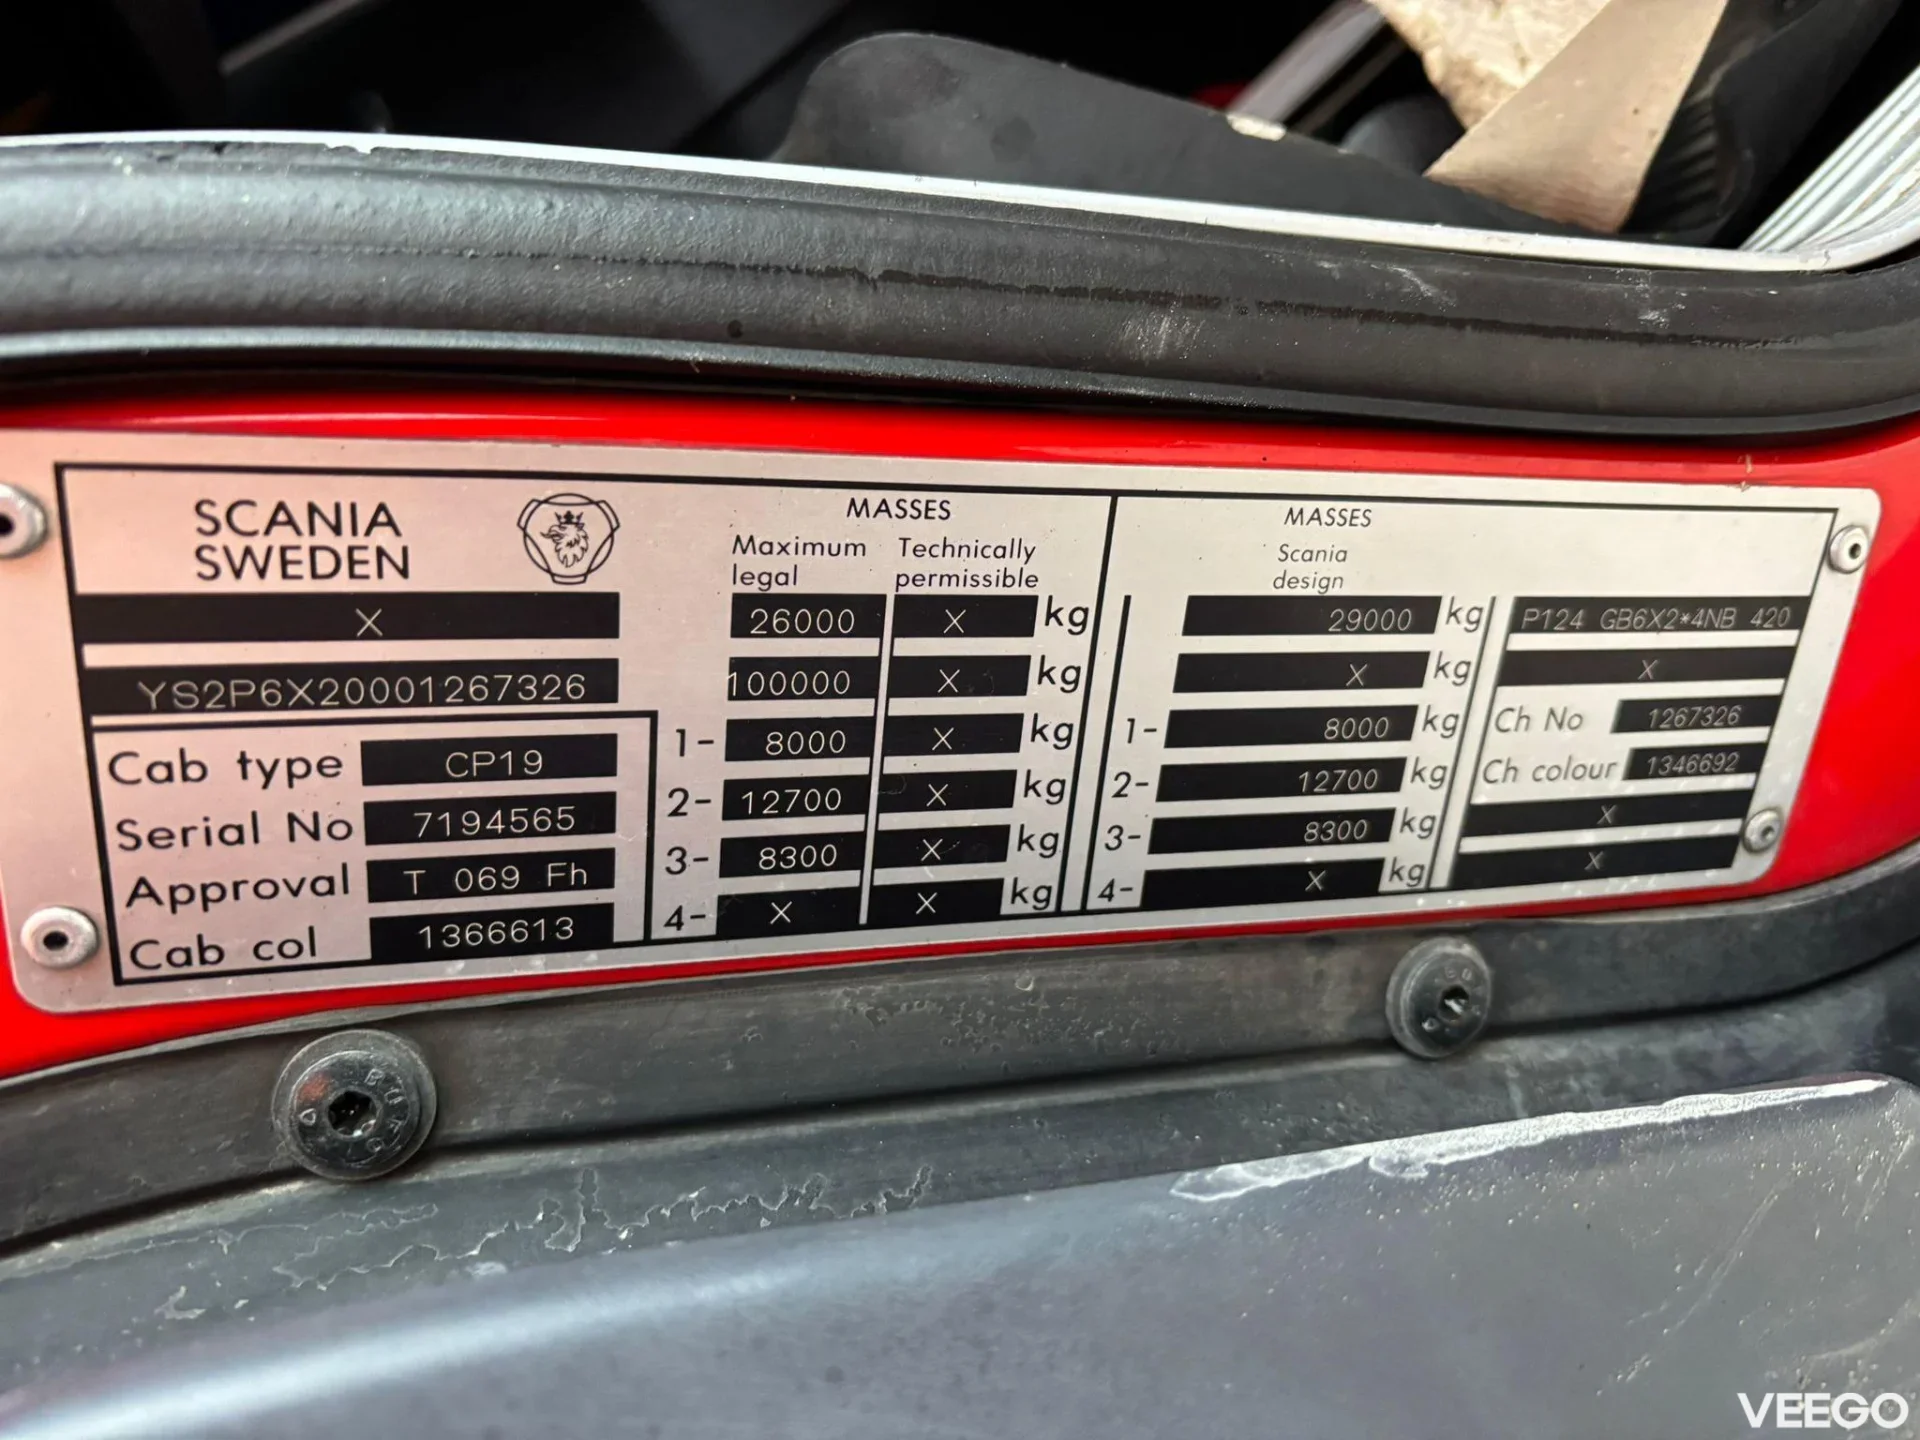 SCANIA
SWEDEN
X
YS2P6X20001267326
Cab type CP19
Serial No 7194565
Approval T 069 Fh
Cab col 1366613
MASSES
Maximum legal Technically permissible
26000 X kg
100000 X kg
1- 8000 X kg
2- 12700 X kg
3- 8300 X kg
4- X X kg
MASSES
Scania
design
29000 kg
X kg
1- 8000 kg
2- 12700 kg
3- 8300 kg
4- X kg
P124 GB6X2*4NB 420
X
Ch No 1267326
Ch colour 1346692
X
X
VEEGO